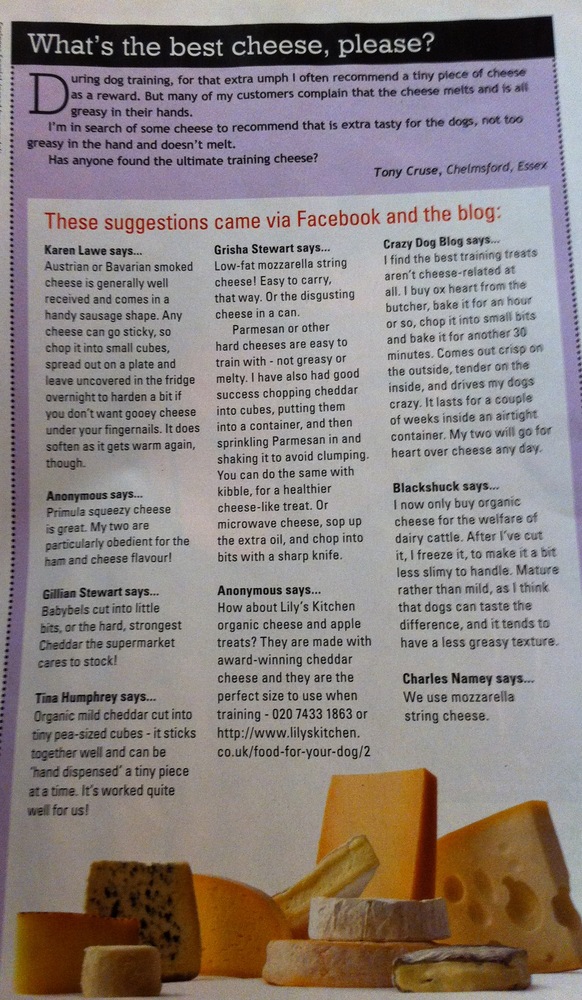 What's the best cheese, please?
During dog training, for that extra umph I often recommend a tiny piece of cheese
as a reward. But many of my customers complain that the cheese melts and is all
greasy in their hands.
I'm in search of some cheese to recommend that is extra tasty for the dogs, not too
greasy in the hand and doesn't melt.
Has anyone found the ultimate training cheese?
Tony Cruse, Chelmsford, Essex
These suggestions came via Facebook and the blog:
Karen Lawe says...
Austrian or Bavarian smoked
cheese is generally well
received and comes in a
handy sausage shape. Any
cheese can go sticky, so
chop it into small cubes,
spread out on a plate and
leave uncovered in the fridge
overnight to harden a bit if
you don't want gooey cheese
under your fingernails. It does
soften as it gets warm again,
though.
Anonymous says...
Primula squeezy cheese
is great. My two are
particularly obedient for the
ham and cheese flavour!
Gillian Stewart says...
Babybels cut into little
bits, or the hard, strongest
Cheddar the supermarket
cares to stock!
Tina Humphrey says...
Organic mild cheddar cut into
tiny pea-sized cubes - it sticks
together well and can be
'hand dispensed' a tiny piece
at a time. It's worked quite
well for us!
Grisha Stewart says...
Low-fat mozzarella string
cheese! Easy to carry,
that way. Or the disgusting
cheese in a can.
Parmesan or other
hard cheeses are easy to
train with - not greasy or
melty. I have also had good
success chopping cheddar
into cubes, putting them
into a container, and then
sprinkling Parmesan in and
shaking it to avoid clumping.
You can do the same with
kibble, for a healthier
cheese-like treat. Or
microwave cheese, sop up
the extra oil, and chop into
bits with a sharp knife.
Anonymous says...
How about Lily's Kitchen
organic cheese and apple
treats? They are made with
award-winning cheddar
cheese and they are the
perfect size to use when
training - 020 7433 1863 or
http://www.lilyskitchen.
co.uk/food-for-your-dog/2
Crazy Dog Blog says...
I find the best training treats
aren't cheese-related at
all. I buy ox heart from the
butcher, bake it for an hour
or so, chop it into small bits
and bake it for another 30
minutes. Comes out crisp on
the outside, tender on the
inside, and drives my dogs
crazy. It lasts for a couple
of weeks inside an airtight
container. My two will go for
heart over cheese any day.
Blackshuck says...
I now only buy organic
cheese for the welfare of
dairy cattle. After I've cut
it, I freeze it, to make it a bit
less slimy to handle. Mature
rather than mild, as I think
that dogs can taste the
difference, and it tends to
have a less greasy texture.
Charles Namey says...
We use mozzarella
string cheese.